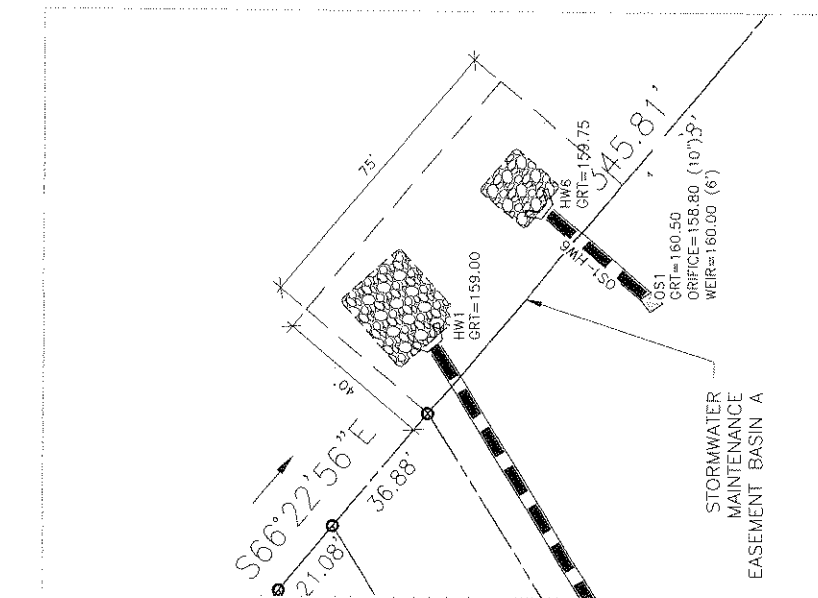 75'
345.81'
HW6
GRT=159.75
OS1-HW6
OS1
GRT=160.50
ORIFICE=158.80 (10")
WEIR=160.00 (6')
HW1
GRT=159.00
40'
S66°22'56"E
36.88'
21.08'
STORMWATER
MAINTENANCE
EASEMENT BASIN A